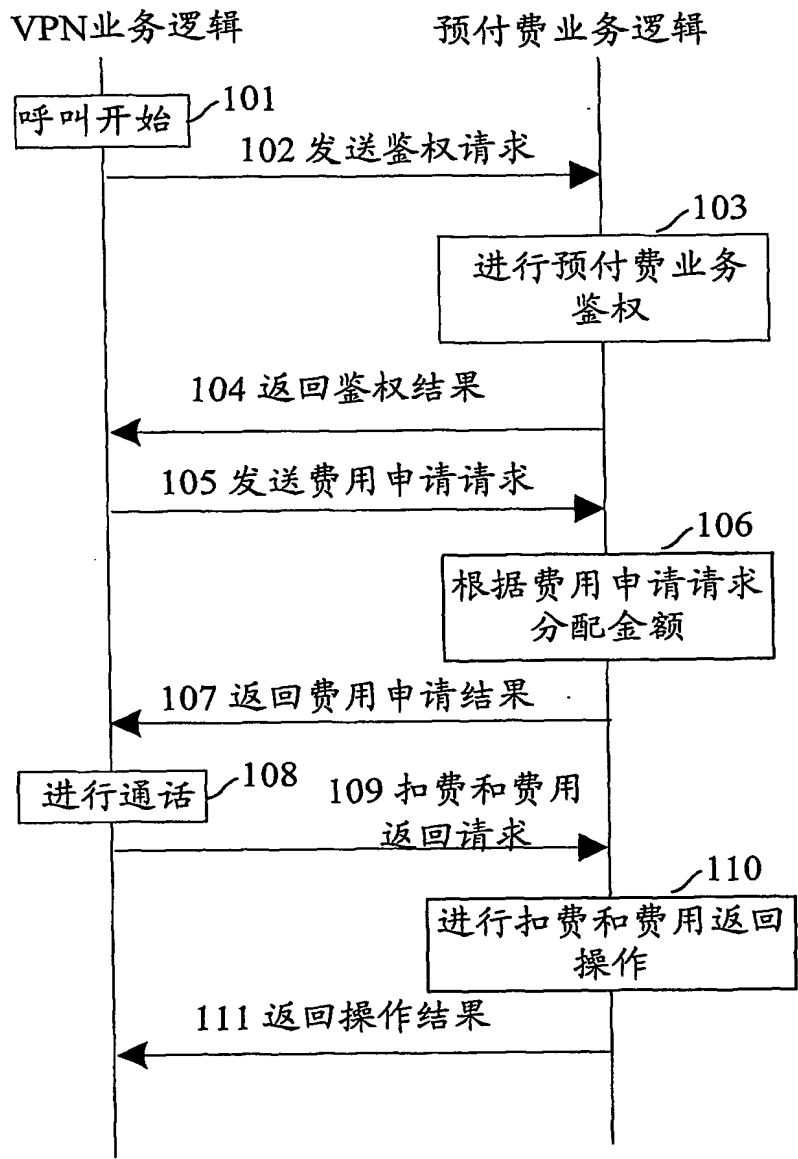 VPN业务逻辑
预付费业务逻辑
呼叫开始
101
102 发送鉴权请求
103
进行预付费业务
鉴权
104 返回鉴权结果
105 发送费用申请请求
106
根据费用申请请求
分配金额
107 返回费用申请结果
进行通话
108
109 扣费和费用
返回请求
110
进行扣费和费用返回
操作
111 返回操作结果